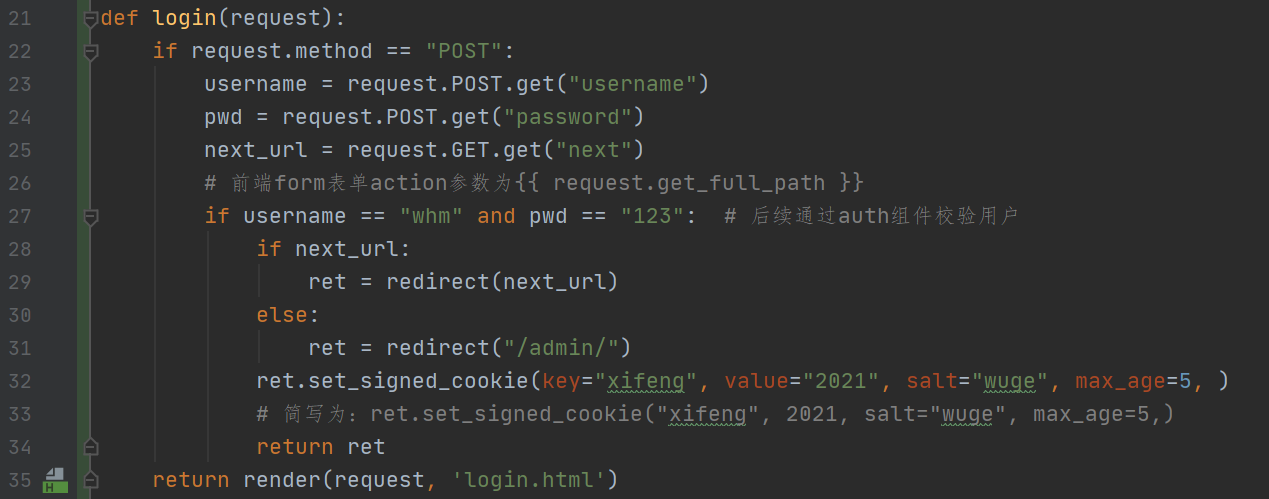 21 def login(request):
22     if request.method == "POST":
23         username = request.POST.get("username")
24         pwd = request.POST.get("password")
25         next_url = request.GET.get("next")
26         # 前端form表单action参数为{{ request.get_full_path }}
27         if username == "whm" and pwd == "123":  # 后续通过auth组件校验用户
28             if next_url:
29                 ret = redirect(next_url)
30             else:
31                 ret = redirect("/admin/")
32             ret.set_signed_cookie(key="xifeng", value="2021", salt="wuge", max_age=5, )
33             # 简写为：ret.set_signed_cookie("xifeng", 2021, salt="wuge", max_age=5,)
34             return ret
35     return render(request, 'login.html')